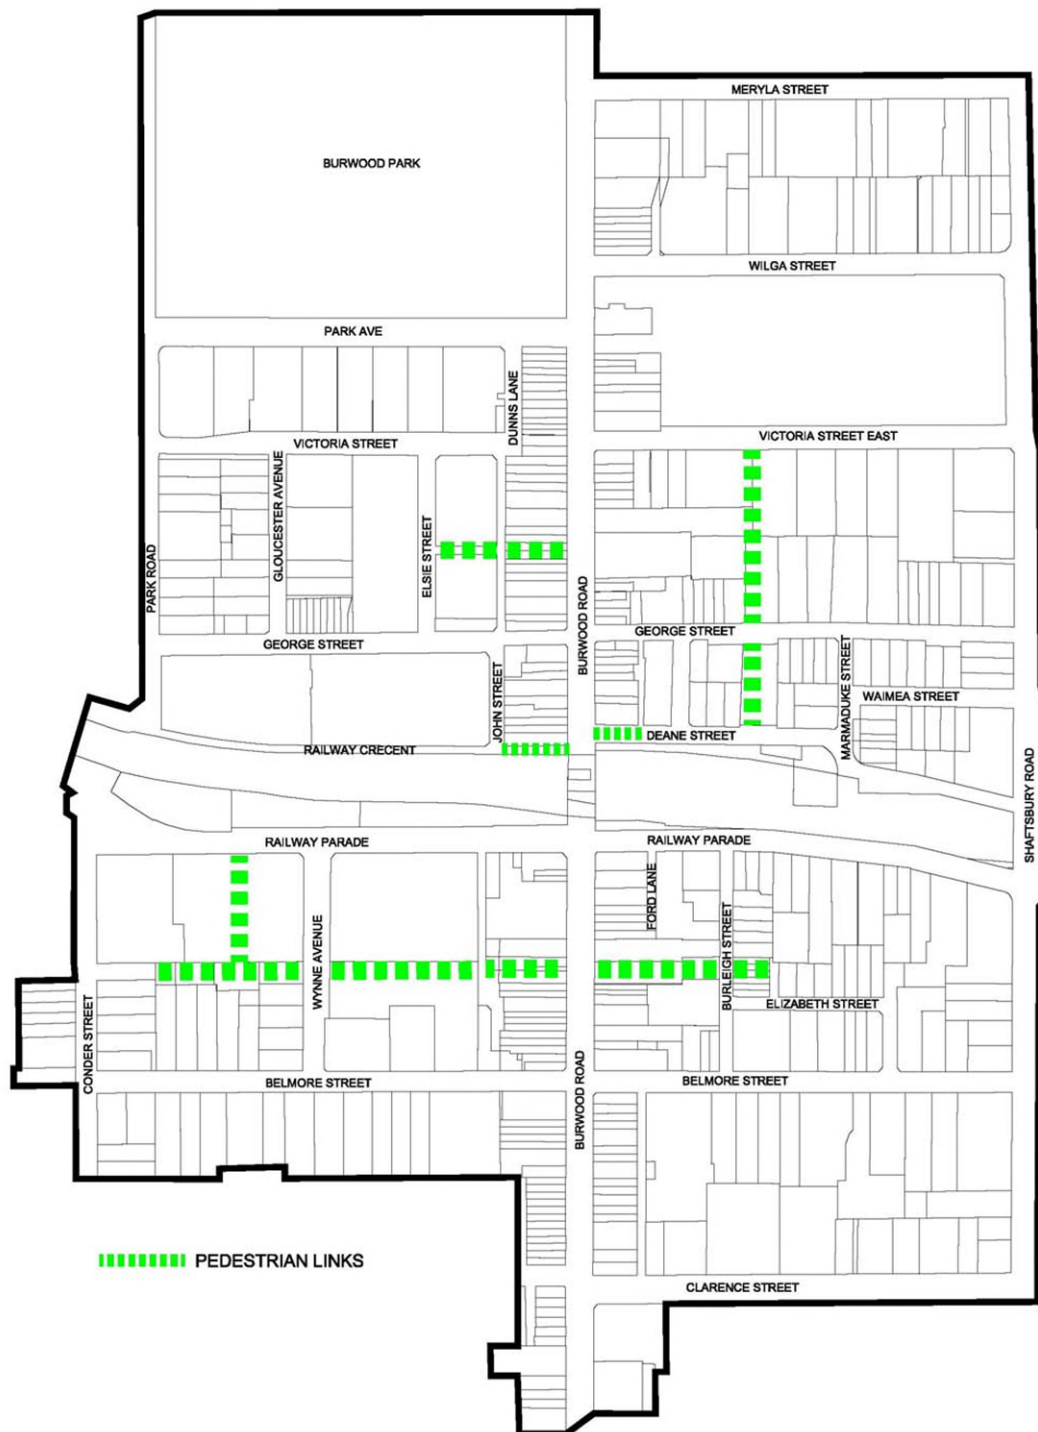 MERYLA STREET
BURWOOD PARK
WILGA STREET
PARK AVE
DUNNS LANE
VICTORIA STREET
VICTORIA STREET EAST
GLOUCESTER AVENUE
ELSIE STREET
PARK ROAD
BURWOOD ROAD
GEORGE STREET
GEORGE STREET
JOHN STREET
MARMADUKE STREET
WAIMEA STREET
DEANE STREET
RAILWAY CRECENT
SHAFTSBURY ROAD
RAILWAY PARADE
RAILWAY PARADE
FORD LANE
WYNNE AVENUE
BURLEIGH STREET
ELIZABETH STREET
CONDER STREET
BELMORE STREET
BURWOOD ROAD
BELMORE STREET
PEDESTRIAN LINKS
CLARENCE STREET